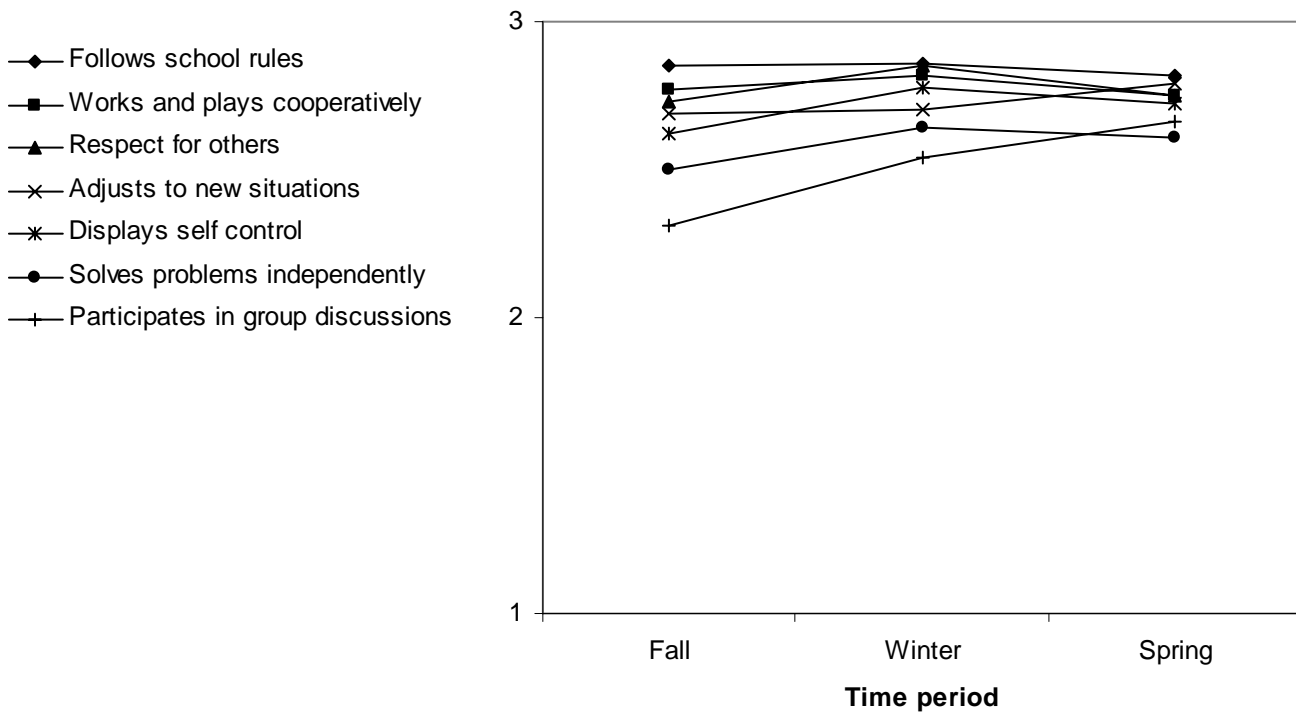 Follows school rules
Works and plays cooperatively
Respect for others
Adjusts to new situations
Displays self control
Solves problems independently
Participates in group discussions
3
2
1
Fall Winter Spring
Time period